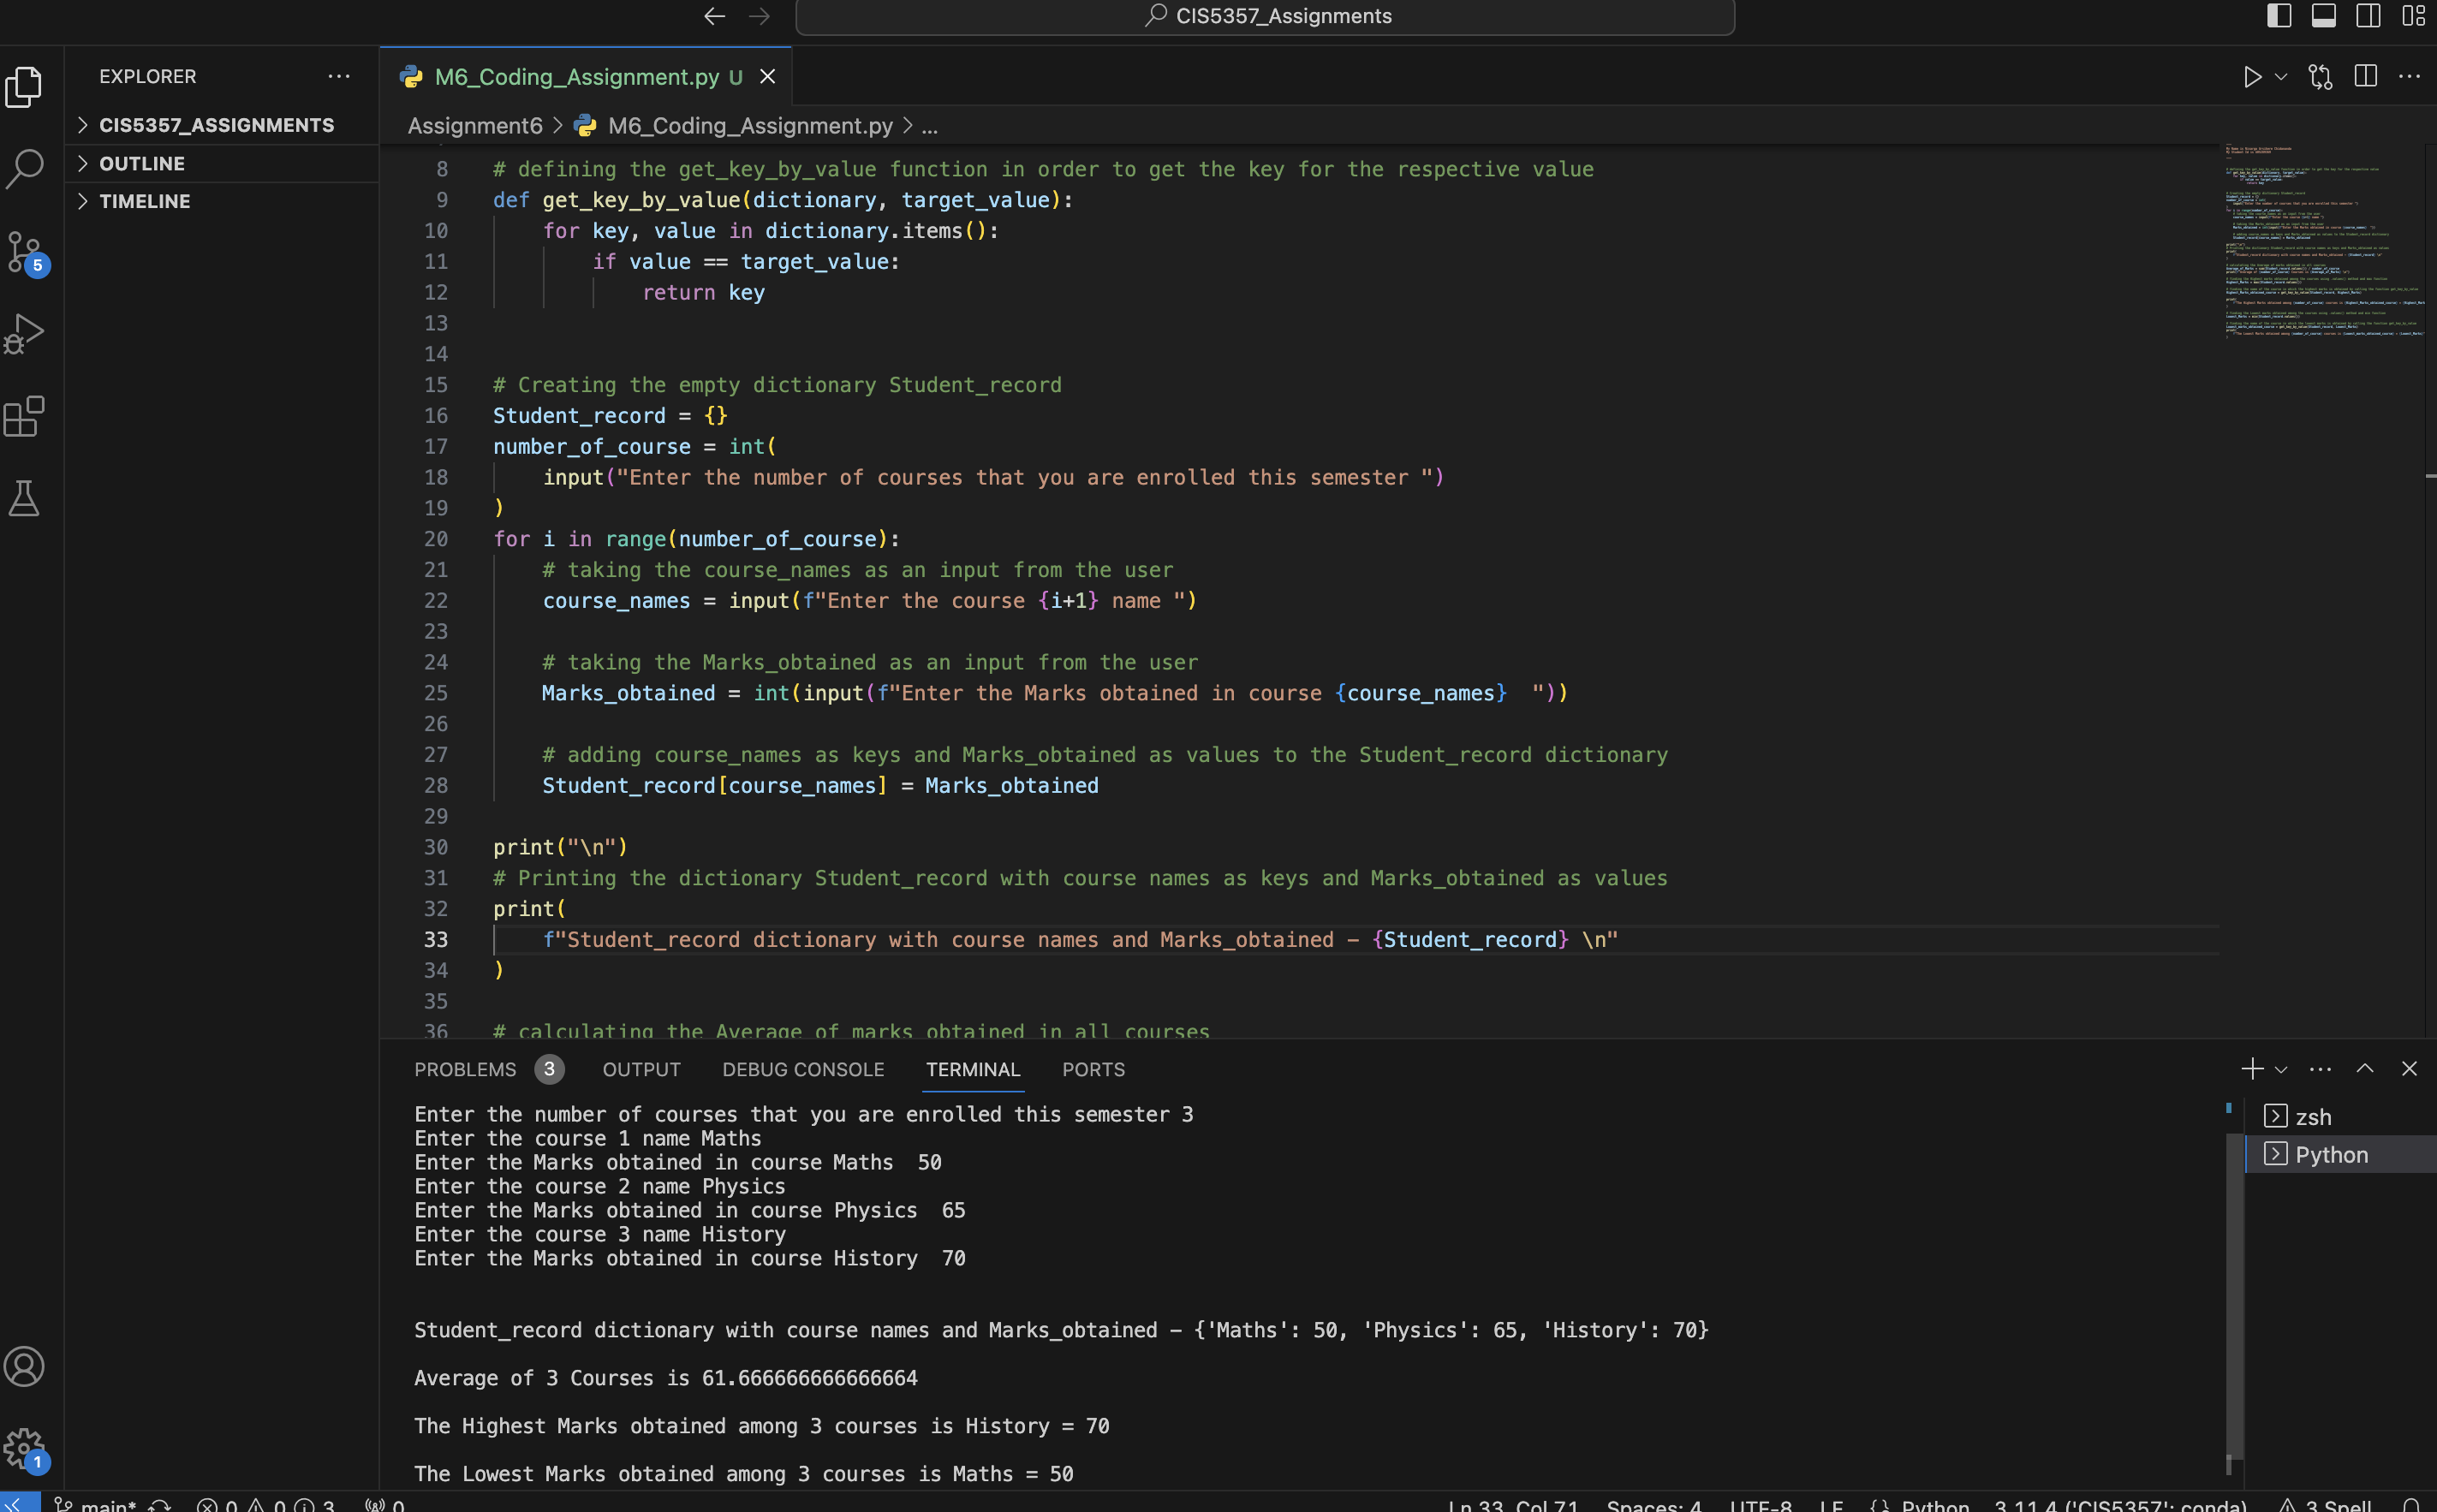 CIS5357_Assignments
EXPLORER
CIS5357_ASSIGNMENTS
OUTLINE
TIMELINE
5
1
M6_Coding_Assignment.py U
Assignment6 > M6_Coding_Assignment.py > ...
8 # defining the get_key_by_value function in order to get the key for the respective value
9 def get_key_by_value(dictionary, target_value):
10     for key, value in dictionary.items():
11         if value == target_value:
12             return key
13
14
15 # Creating the empty dictionary Student_record
16 Student_record = {}
17 number_of_course = int(
18     input("Enter the number of courses that you are enrolled this semester ")
19 )
20 for i in range(number_of_course):
21     # taking the course_names as an input from the user
22     course_names = input(f"Enter the course {i+1} name ")
23
24     # taking the Marks_obtained as an input from the user
25     Marks_obtained = int(input(f"Enter the Marks obtained in course {course_names}  "))
26
27     # adding course_names as keys and Marks_obtained as values to the Student_record dictionary
28     Student_record[course_names] = Marks_obtained
29
30 print("\n")
31 # Printing the dictionary Student_record with course names as keys and Marks_obtained as values
32 print(
33     f"Student_record dictionary with course names and Marks_obtained – {Student_record} \n"
34 )
35
36 # calculating the Average of marks obtained in all courses
PROBLEMS 3 OUTPUT DEBUG CONSOLE TERMINAL PORTS
Enter the number of courses that you are enrolled this semester 3
Enter the course 1 name Maths
Enter the Marks obtained in course Maths  50
Enter the course 2 name Physics
Enter the Marks obtained in course Physics  65
Enter the course 3 name History
Enter the Marks obtained in course History  70
Student_record dictionary with course names and Marks_obtained – {'Maths': 50, 'Physics': 65, 'History': 70}
Average of 3 Courses is 61.666666666666664
The Highest Marks obtained among 3 courses is History = 70
The Lowest Marks obtained among 3 courses is Maths = 50
zsh
Python
main* 0 0 3 0 Ln 33, Col 71 Spaces: 4 UTF-8 LF {} Python 3.11.4 ('CIS5357': conda) 3 Spell